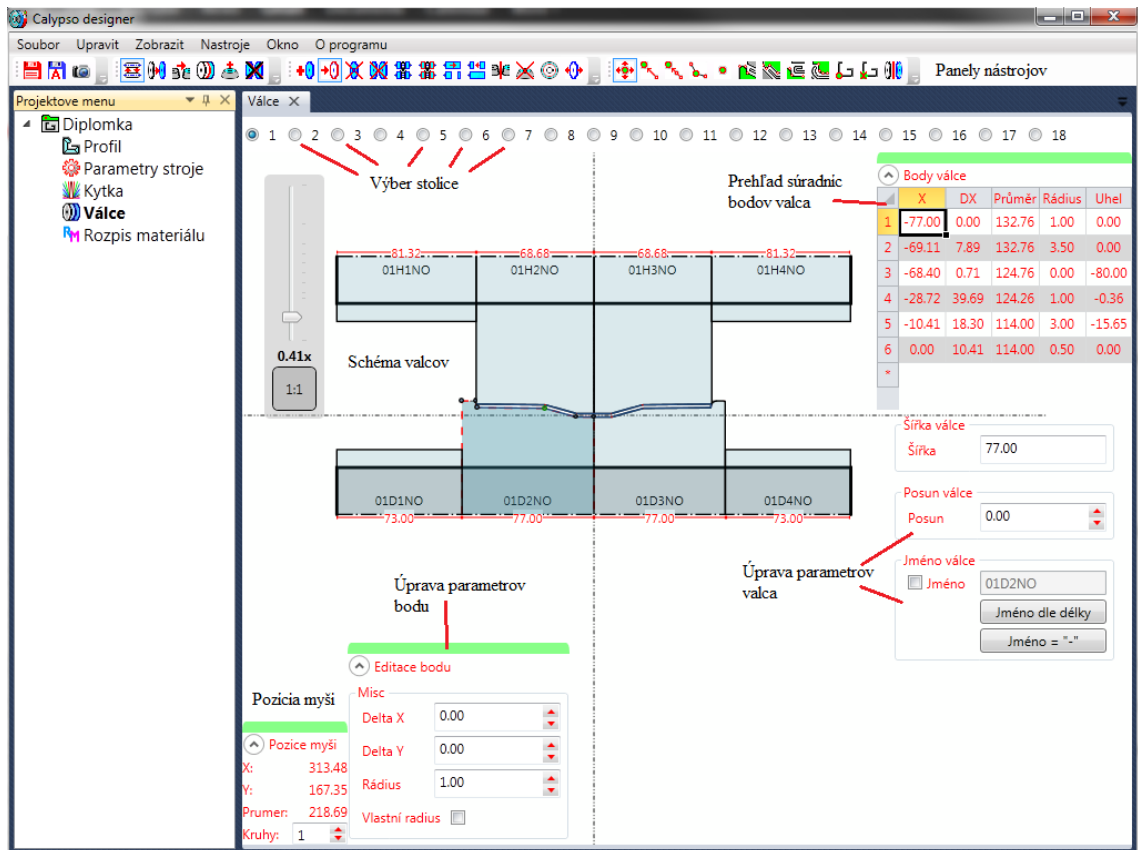 Calypso designer
Soubor Upravit Zobrazit Nastroje Okno O programu
Panely nástrojov
Projektove menu
Válce
Diplomka
Profil
Parametry stroje
Kytka
Válce
Rozpis materiálu
1 2 3 4 5 6 7 8 9 10 11 12 13 14 15 16 17 18
Výber stolice
Prehľad súradnic
bodov valca
Body válce
X DX Průměr Rádius Uhel
1 -77.00 0.00 132.76 1.00 0.00
2 -69.11 7.89 132.76 3.50 0.00
3 -68.40 0.71 124.76 0.00 -80.00
4 -28.72 39.69 124.26 1.00 -0.36
5 -10.41 18.30 114.00 3.00 -15.65
6 0.00 10.41 114.00 0.50 0.00
*
81.32 68.68 68.68 81.32
01H1NO 01H2NO 01H3NO 01H4NO
0.41x
1:1
Schéma valcov
01D1NO 01D2NO 01D3NO 01D4NO
73.00 77.00 77.00 73.00
Šířka válce
Šířka 77.00
Posun válce
Posun 0.00
Úprava parametrov
valca
Jméno válce
Jméno 01D2NO
Jméno dle délky
Jméno = "-"
Úprava parametrov
bodu
Editace bodu
Misc
Delta X 0.00
Delta Y 0.00
Rádius 1.00
Vlastní radius
Pozícia myši
Pozice myši
X: 313.48
Y: 167.35
Prumer: 218.69
Kruhy: 1